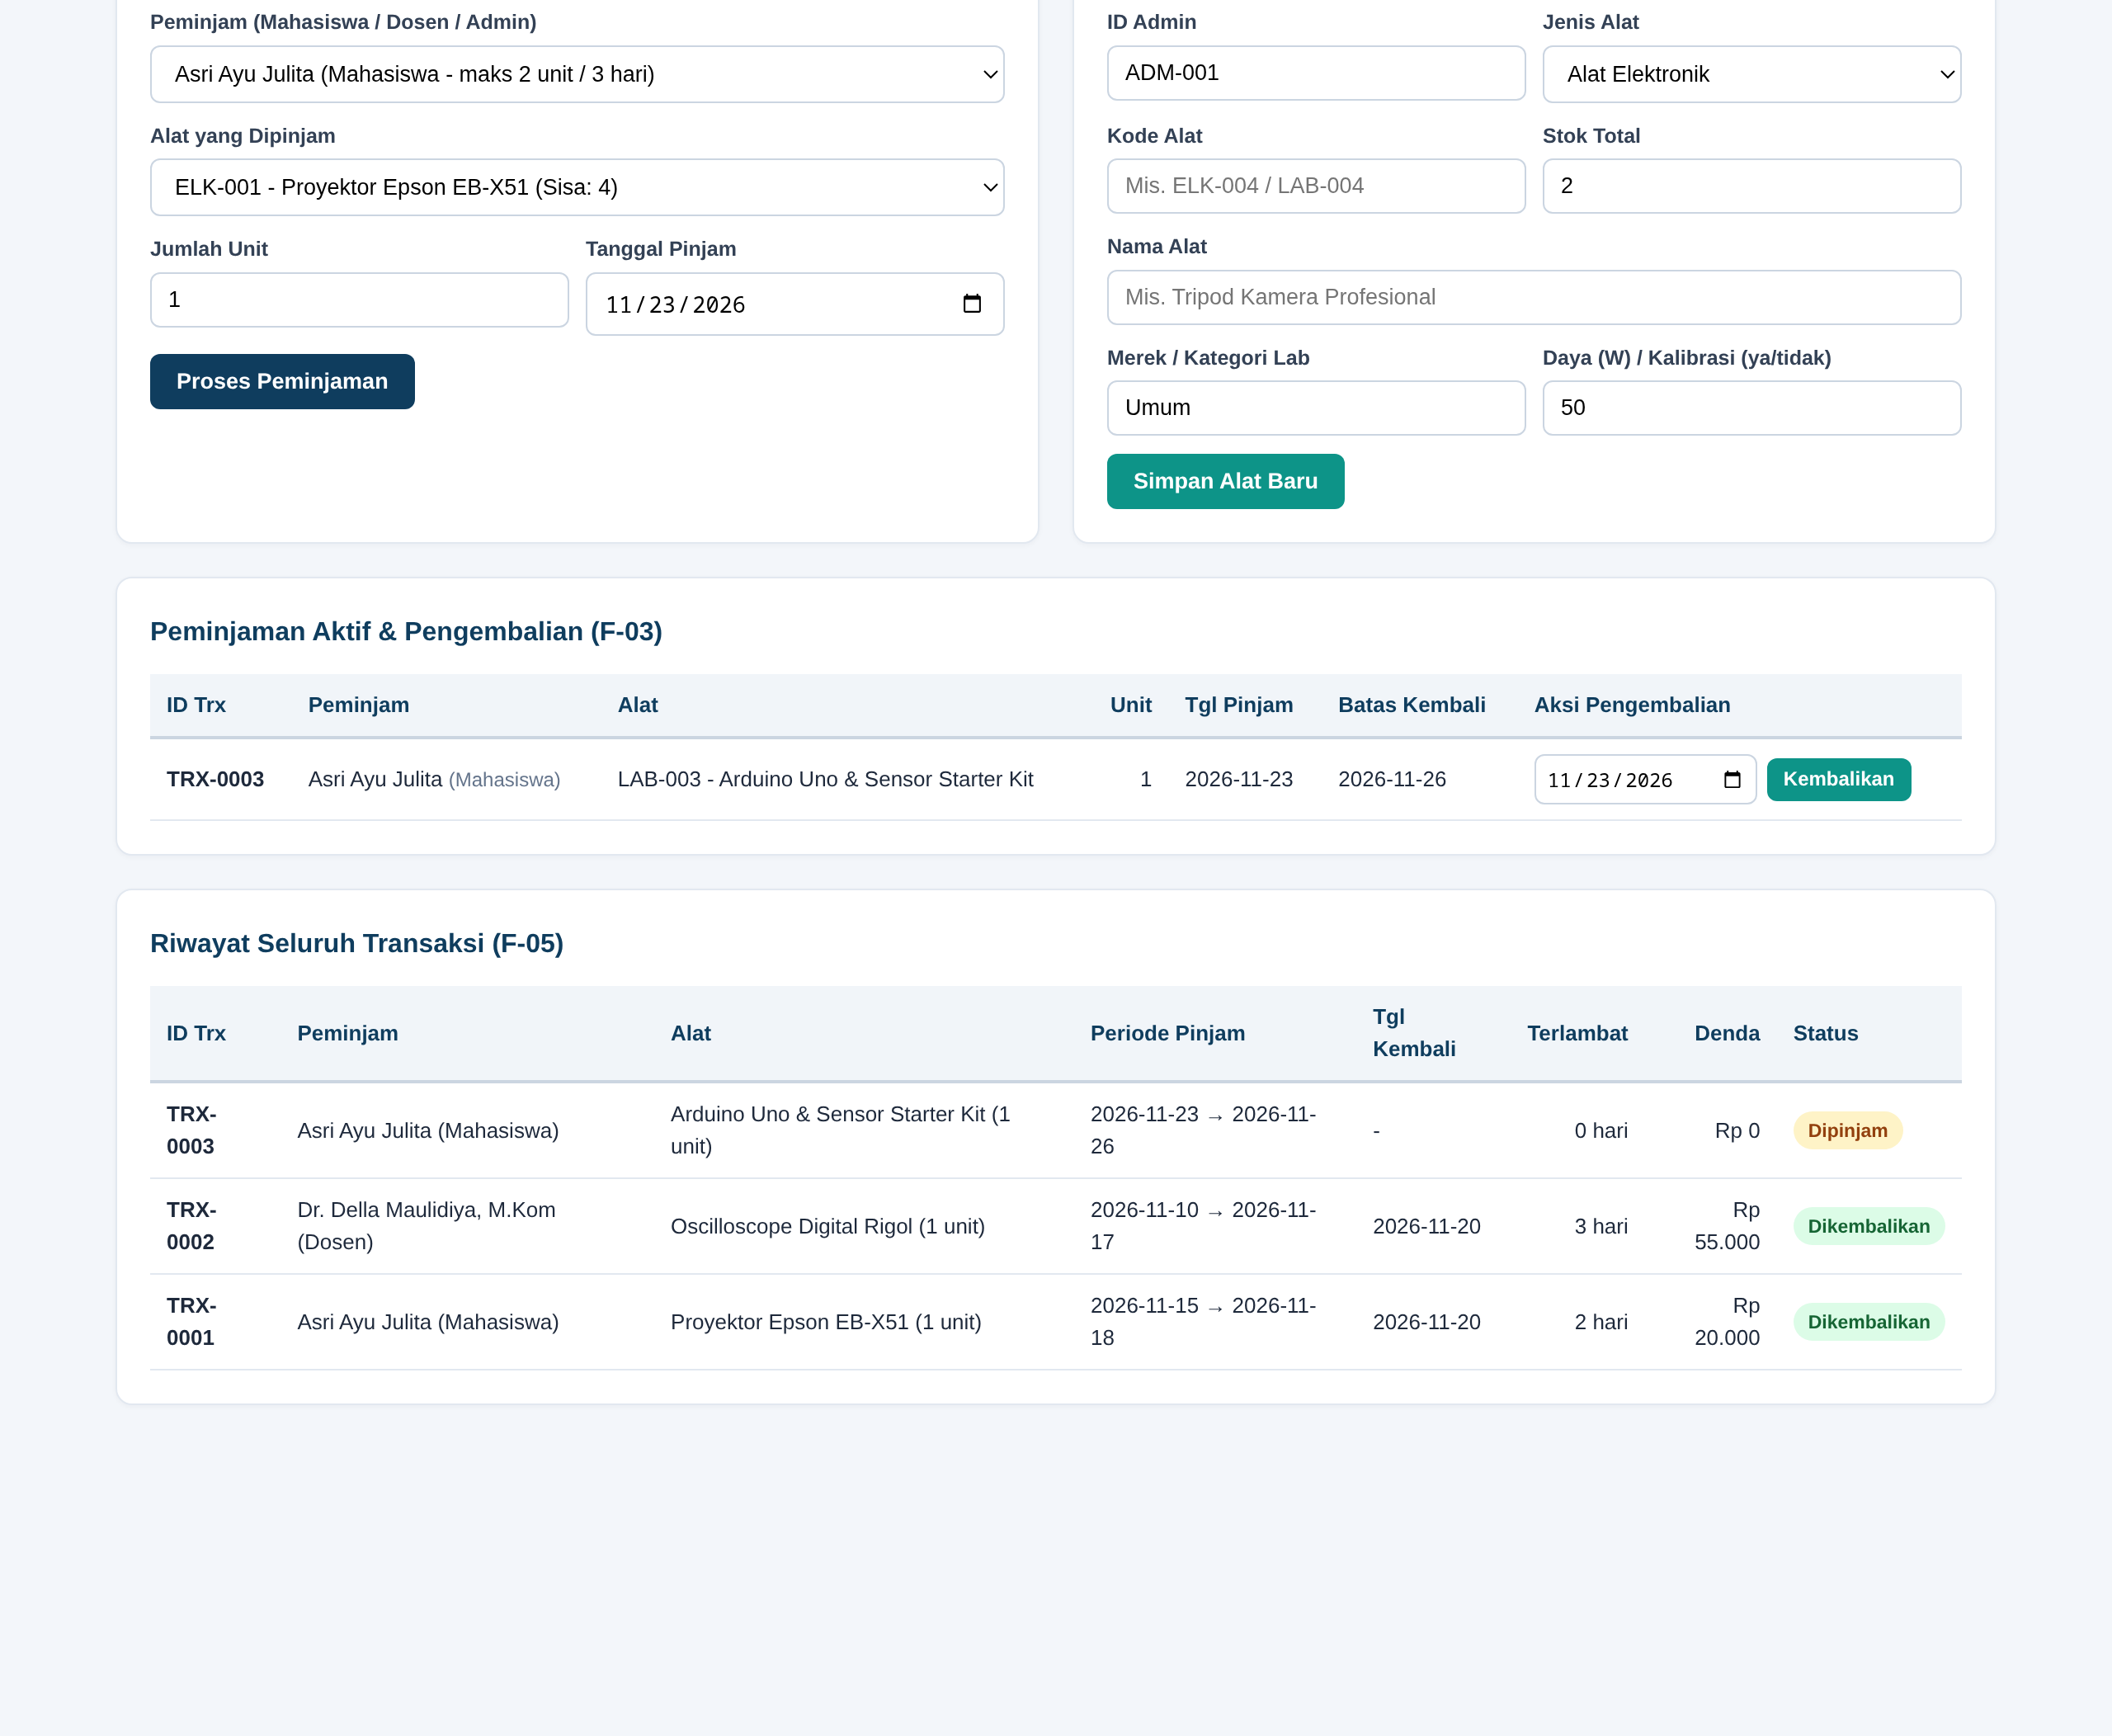 Peminjam (Mahasiswa / Dosen / Admin)
Asri Ayu Julita (Mahasiswa - maks 2 unit / 3 hari)
Alat yang Dipinjam
ELK-001 - Proyektor Epson EB-X51 (Sisa: 4)
Jumlah Unit
Tanggal Pinjam
1
11/23/2026
Proses Peminjaman
ID Admin
Jenis Alat
ADM-001
Alat Elektronik
Kode Alat
Stok Total
Mis. ELK-004 / LAB-004
2
Nama Alat
Mis. Tripod Kamera Profesional
Merek / Kategori Lab
Daya (W) / Kalibrasi (ya/tidak)
Umum
50
Simpan Alat Baru
Peminjaman Aktif & Pengembalian (F-03)
ID Trx Peminjam Alat Unit Tgl Pinjam Batas Kembali Aksi Pengembalian
TRX-0003 Asri Ayu Julita (Mahasiswa) LAB-003 - Arduino Uno & Sensor Starter Kit 1 2026-11-23 2026-11-26 11/23/2026 Kembalikan
Riwayat Seluruh Transaksi (F-05)
ID Trx
Peminjam
Alat
Periode Pinjam
Tgl
Kembali
Terlambat
Denda
Status
TRX-
0003
Asri Ayu Julita (Mahasiswa)
Arduino Uno & Sensor Starter Kit (1
unit)
2026-11-23 → 2026-11-
26
-
0 hari
Rp 0
Dipinjam
TRX-
0002
Dr. Della Maulidiya, M.Kom
(Dosen)
Oscilloscope Digital Rigol (1 unit)
2026-11-10 → 2026-11-
17
2026-11-20
3 hari
Rp
55.000
Dikembalikan
TRX-
0001
Asri Ayu Julita (Mahasiswa)
Proyektor Epson EB-X51 (1 unit)
2026-11-15 → 2026-11-
18
2026-11-20
2 hari
Rp
20.000
Dikembalikan